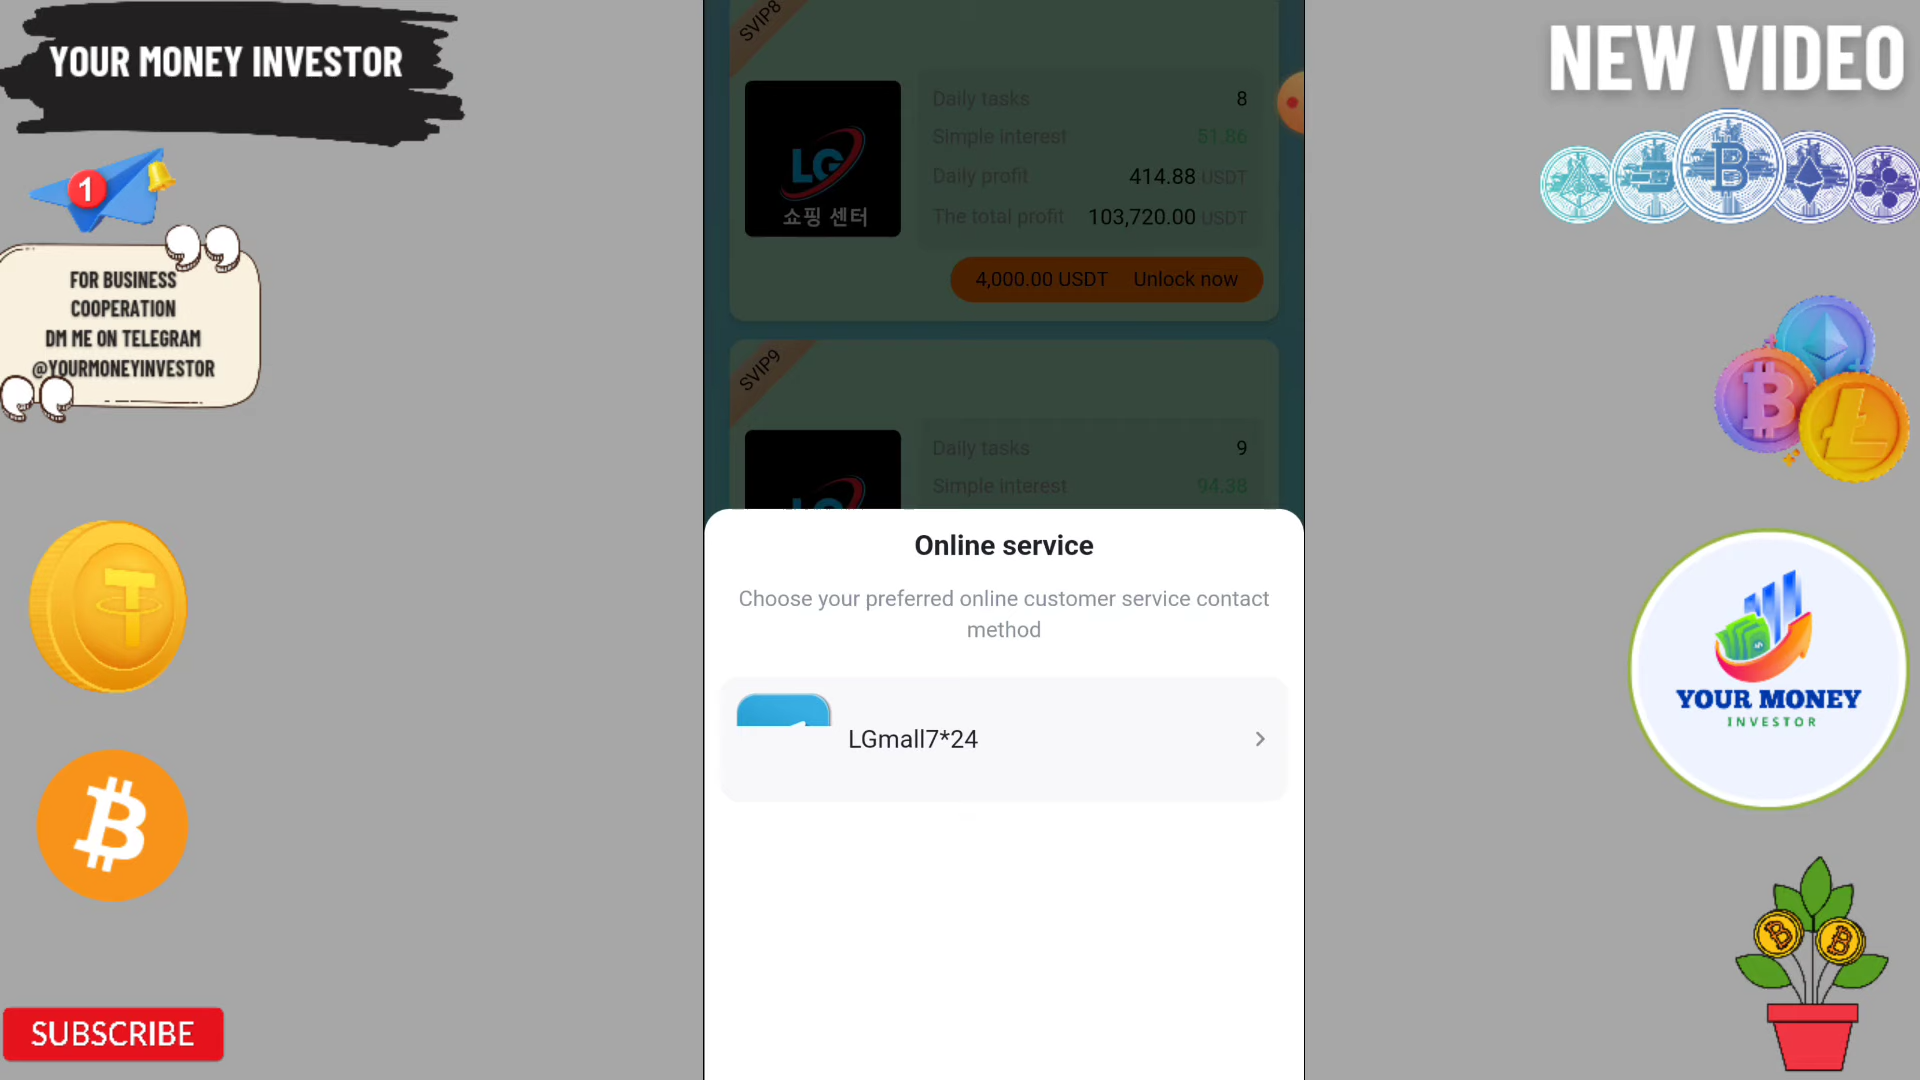 YOUR MONEY INVESTOR
1
FOR BUSINESS
COOPERATION
DM ME ON TELEGRAM
@YOURMONEYINVESTOR
SUBSCRIBE
SVIP8
LG
쇼핑 센터
Daily tasks 8
Simple interest 51.86
Daily profit 414.88 USDT
The total profit 103,720.00 USDT
4,000.00 USDT Unlock now
SVIP9
Daily tasks 9
Simple interest 94.38
Online service
Choose your preferred online customer service contact
method
LGmall7*24
NEW VIDEO
YOUR MONEY
INVESTOR